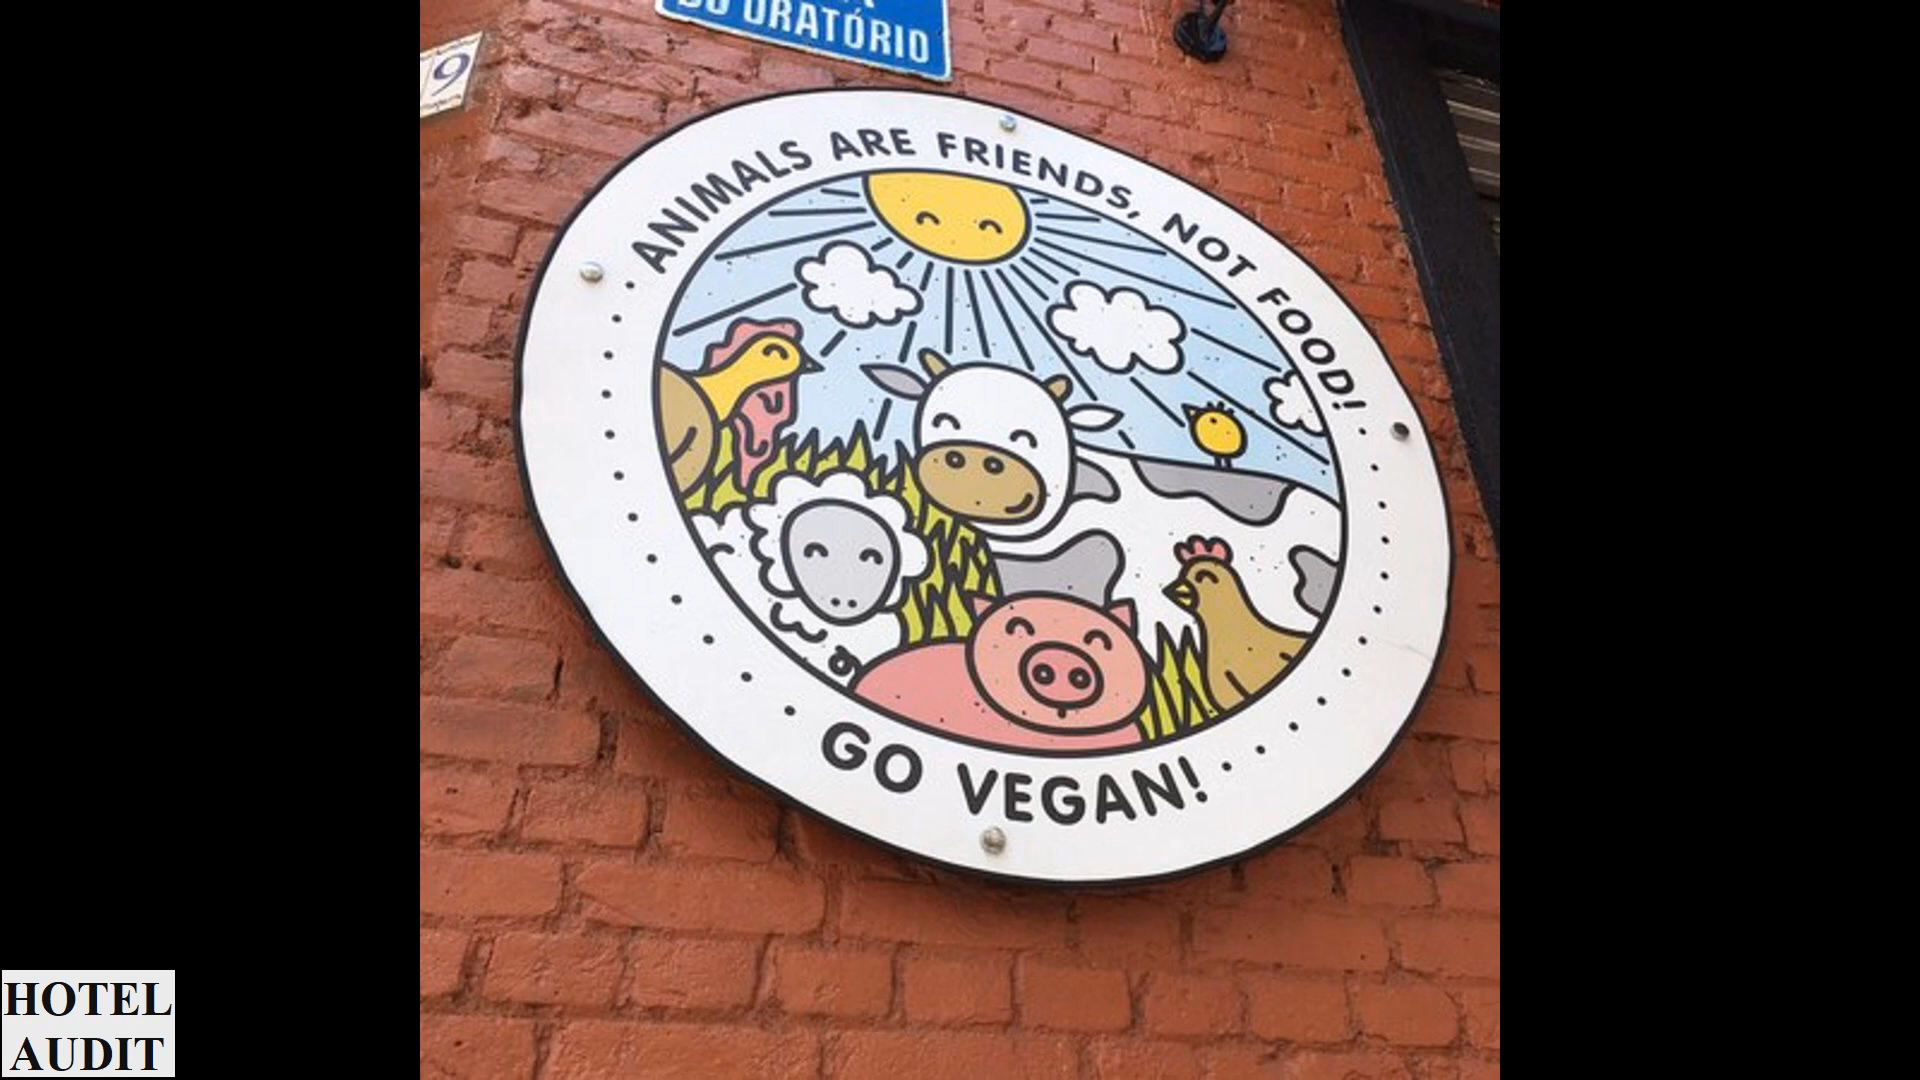 DO ORATÓRIO
9
ANIMALS ARE FRIENDS, NOT FOOD!
GO VEGAN!
HOTEL
AUDIT